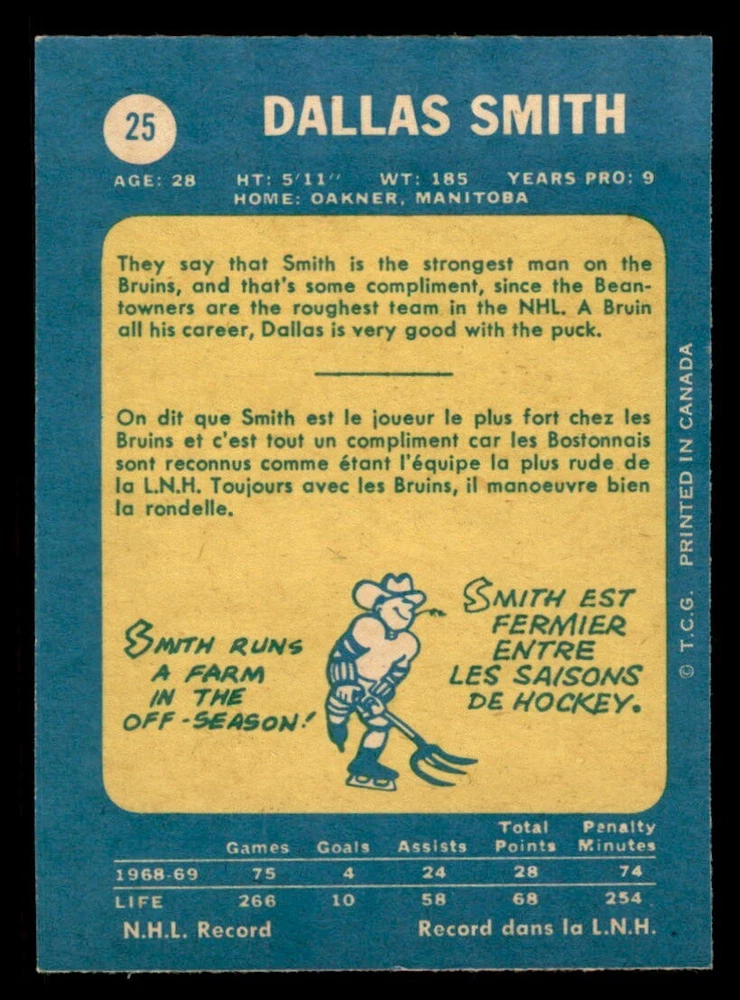 25
DALLAS SMITH
AGE: 28 HT: 5'11" WT: 185 YEARS PRO: 9
HOME: OAKNER, MANITOBA
They say that Smith is the strongest man on the
Bruins, and that's some compliment, since the Bean-
towners are the roughest team in the NHL. A Bruin
all his career, Dallas is very good with the puck.
On dit que Smith est le joueur le plus fort chez les
Bruins et c'est tout un compliment car les Bostonnais
sont reconnus comme étant l'équipe la plus rude de
la L.N.H. Toujours avec les Bruins, il manoeuvre bien
la rondelle.
SMITH RUNS
A FARM
IN THE
OFF-SEASON!
SMITH EST
FERMIER
ENTRE
LES SAISONS
DE HOCKEY.
© T.C.G. PRINTED IN CANADA
Games Goals Assists Total Points Penalty Minutes
1968-69 75 4 24 28 74
LIFE 266 10 58 68 254
N.H.L. Record Record dans la L.N.H.